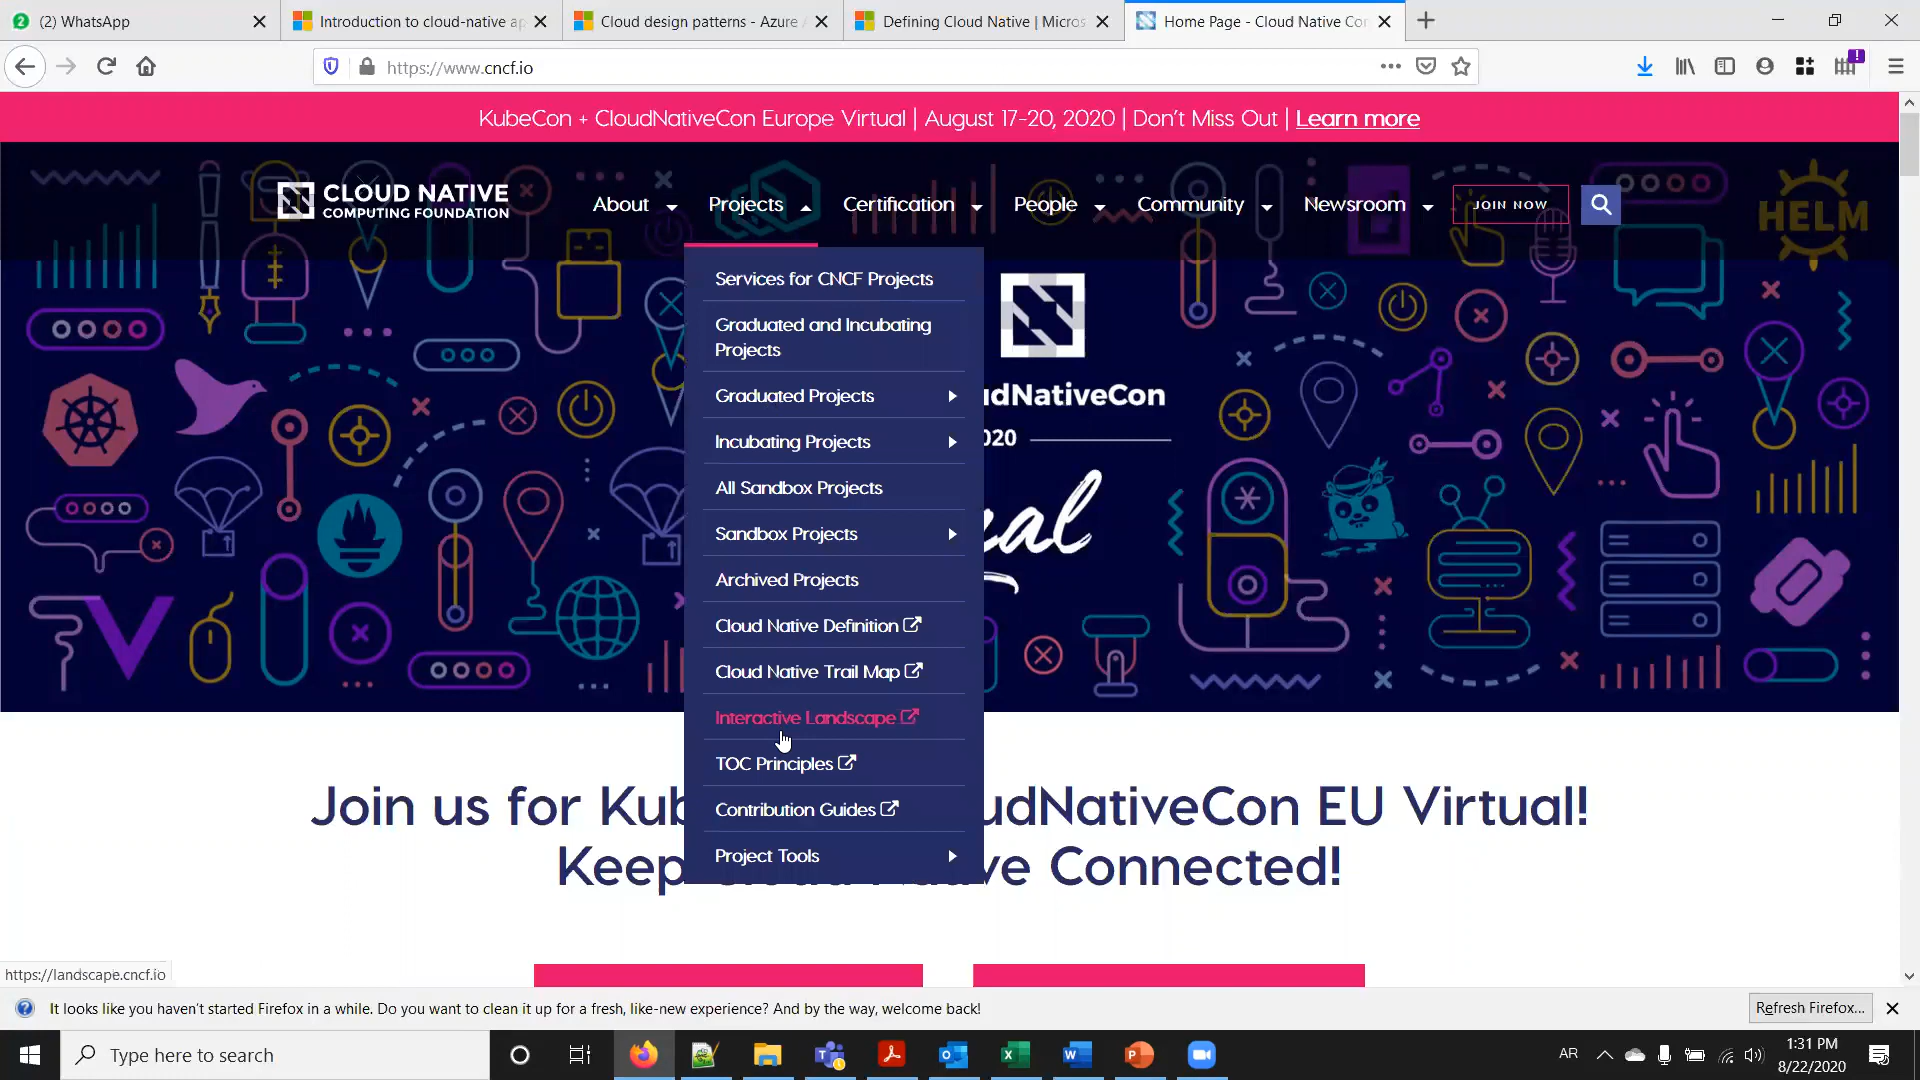 (2) WhatsApp
Introduction to cloud-native ap
Cloud design patterns - Azure A
Defining Cloud Native | Micros
Home Page - Cloud Native Co
https://www.cncf.io
KubeCon + CloudNativeCon Europe Virtual | August 17-20, 2020 | Don't Miss Out | Learn more
CLOUD NATIVE
COMPUTING FOUNDATION
About
Projects
Certification
People
Community
Newsroom
JOIN NOW
HELM
Services for CNCF Projects
Graduated and Incubating
Projects
Graduated Projects
Incubating Projects
All Sandbox Projects
Sandbox Projects
Archived Projects
Cloud Native Definition
Cloud Native Trail Map
Interactive Landscape
TOC Principles
Contribution Guides
Project Tools
udNativeCon
020
Join us for Kub udNativeCon EU Virtual!
Keep ve Connected!
https://landscape.cncf.io
It looks like you haven't started Firefox in a while. Do you want to clean it up for a fresh, like-new experience? And by the way, welcome back!
Refresh Firefox...
Type here to search
AR
1:31 PM
8/22/2020